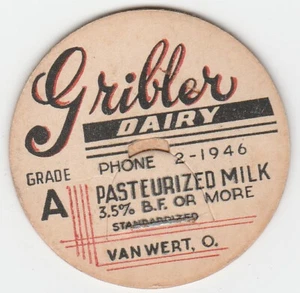 Gribler
DAIRY
PHONE 2-1946
GRADE
A
PASTEURIZED MILK
3.5% B.F. OR MORE
STANDARDIZED
VAN WERT, O.